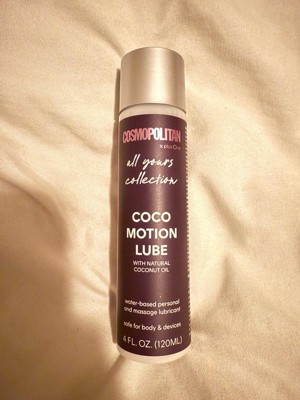 COSMOPOLITAN
x plusOne
all yours
collection
COCO
MOTION
LUBE
WITH NATURAL
COCONUT OIL
water-based personal
and massage lubricant
safe for body & devices
4 FL. OZ. (120ML)